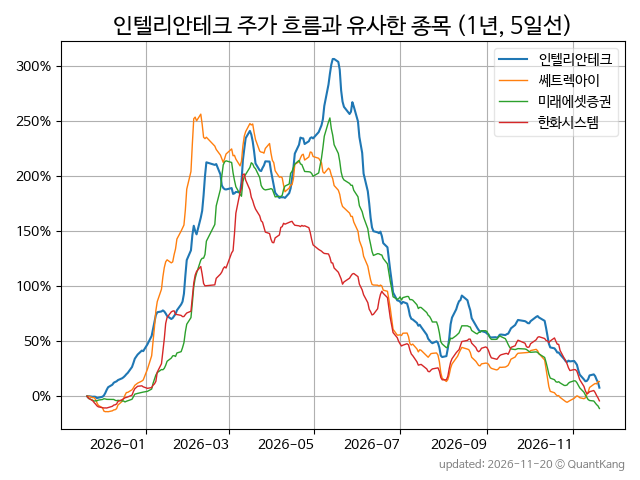 인텔리안테크 주가 흐름과 유사한 종목 (1년, 5일선)
인텔리안테크
쎄트렉아이
미래에셋증권
한화시스템
300%
250%
200%
150%
100%
50%
0%
2026-01
2026-03
2026-05
2026-07
2026-09
2026-11
updated: 2026-11-20 © QuantKang